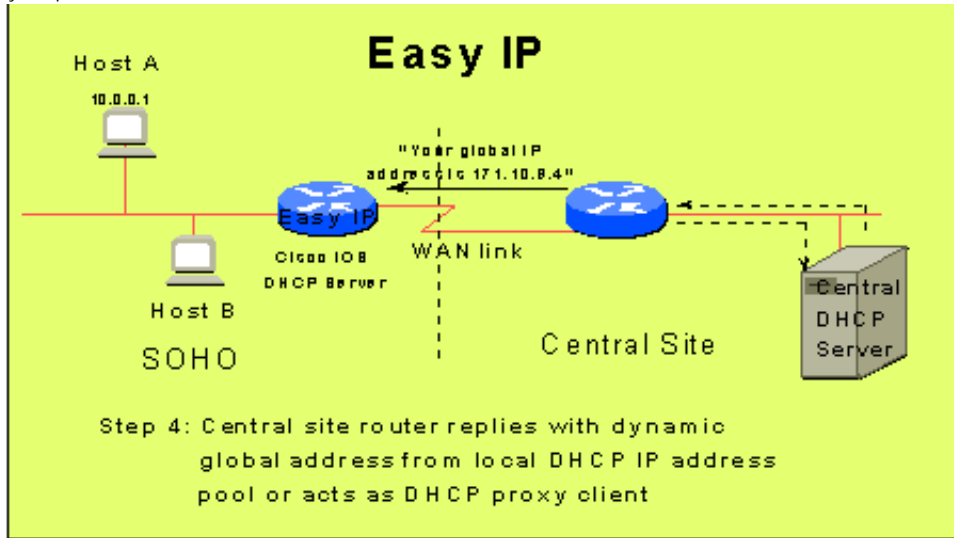 Easy IP
Host A
10.0.0.1
"Your global IP
address is 171.10.9.4"
Easy IP
Cisco IOS
DHCP Server
WAN link
Host B
SOHO
Central Site
Central
DHCP
Server
Step 4: Central site router replies with dynamic
global address from local DHCP IP address
pool or acts as DHCP proxy client